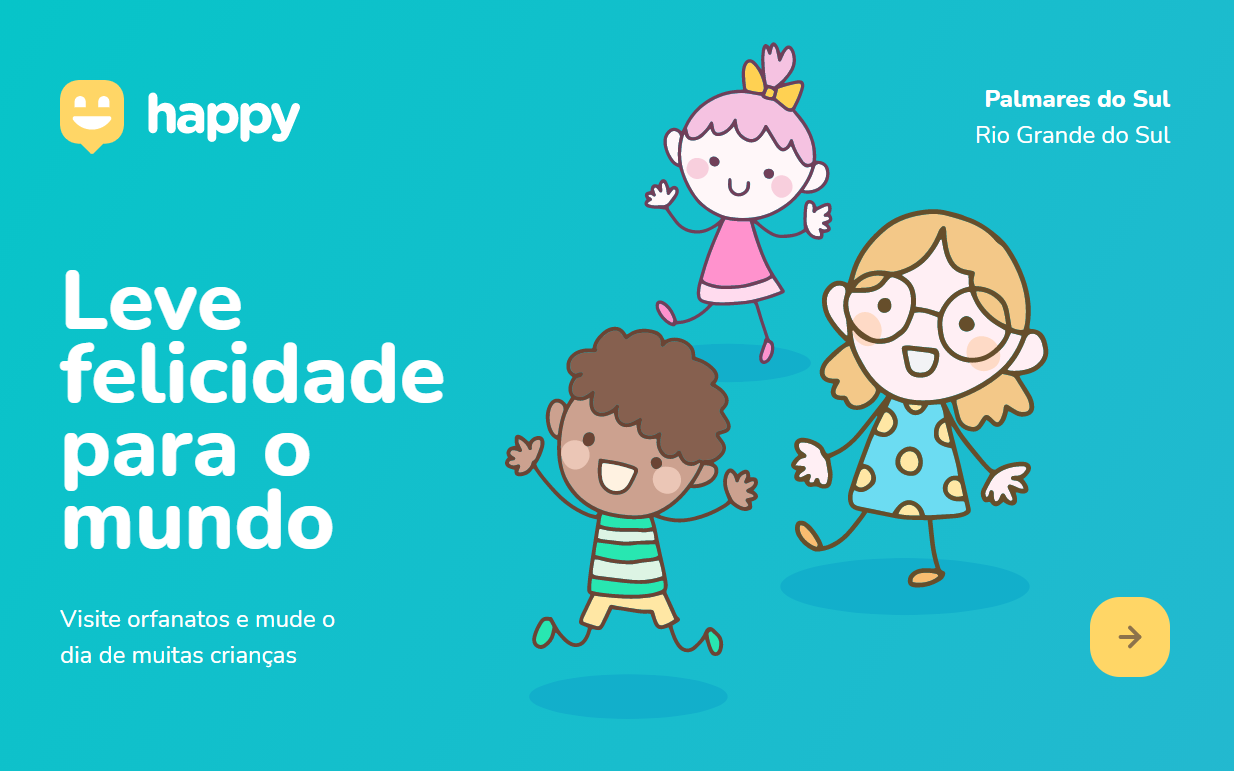 happy
Palmares do Sul
Rio Grande do Sul
Leve
felicidade
para o
mundo
Visite orfanatos e mude o
dia de muitas crianças